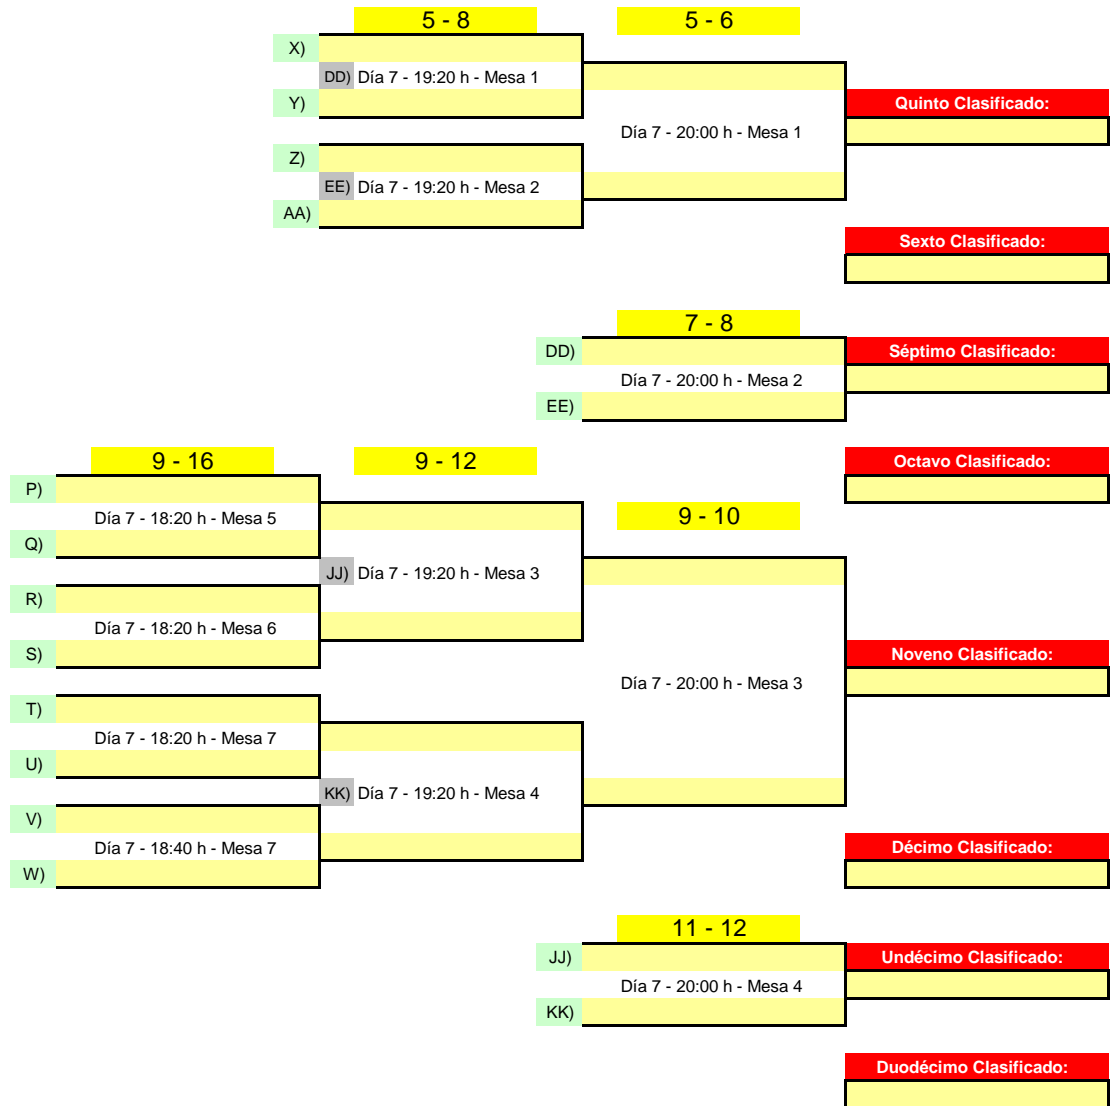 5 - 8
5 - 6
X)
DD) Día 7 - 19:20 h - Mesa 1
Y)
Quinto Clasificado:
Día 7 - 20:00 h - Mesa 1
Z)
EE) Día 7 - 19:20 h - Mesa 2
AA)
Sexto Clasificado:
7 - 8
DD)
Séptimo Clasificado:
Día 7 - 20:00 h - Mesa 2
EE)
9 - 16
9 - 12
Octavo Clasificado:
P)
Día 7 - 18:20 h - Mesa 5
9 - 10
Q)
JJ) Día 7 - 19:20 h - Mesa 3
R)
Día 7 - 18:20 h - Mesa 6
S)
Noveno Clasificado:
Día 7 - 20:00 h - Mesa 3
T)
Día 7 - 18:20 h - Mesa 7
U)
KK) Día 7 - 19:20 h - Mesa 4
V)
Día 7 - 18:40 h - Mesa 7
Décimo Clasificado:
W)
11 - 12
JJ)
Undécimo Clasificado:
Día 7 - 20:00 h - Mesa 4
KK)
Duodécimo Clasificado: